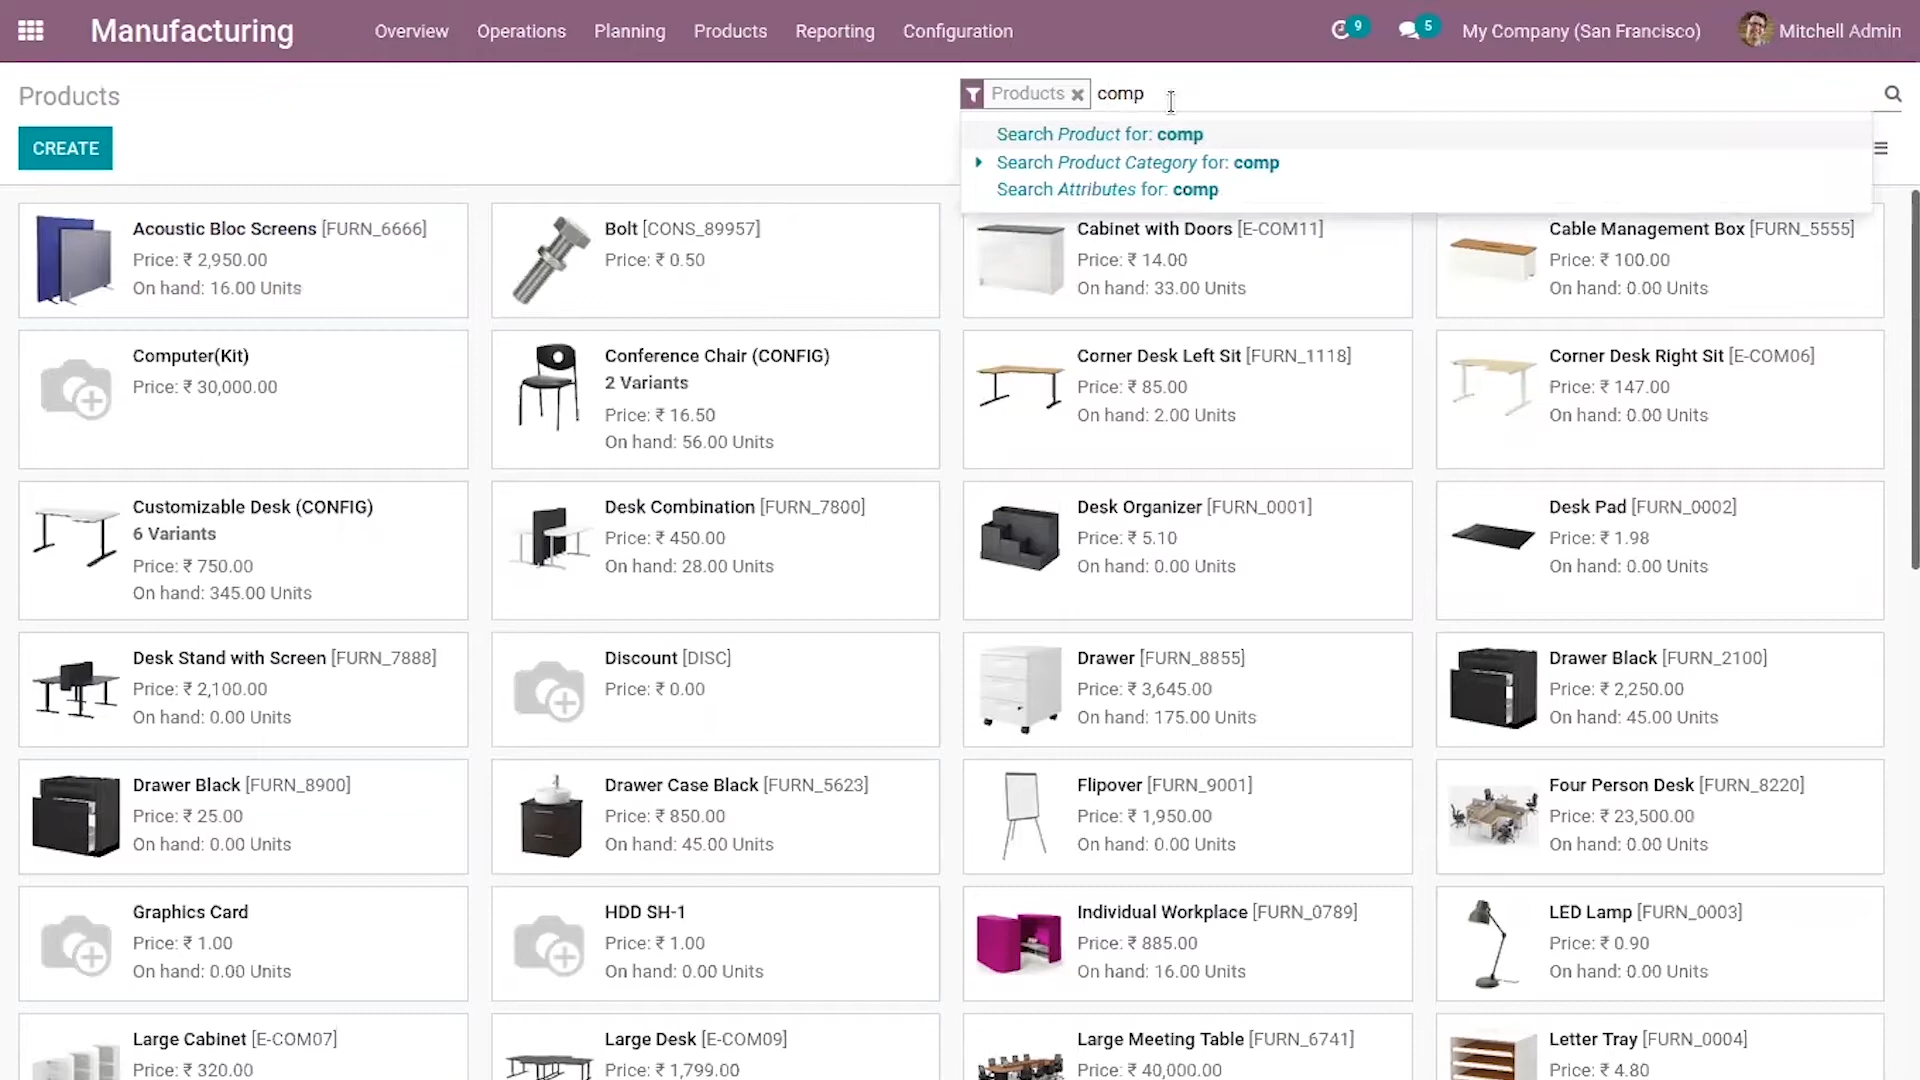 Manufacturing
Overview
Operations
Planning
Products
Reporting
Configuration
9
5
My Company (San Francisco)
Mitchell Admin
Products
Products
comp
CREATE
Search Product for: comp
Search Product Category for: comp
Search Attributes for: comp
Acoustic Bloc Screens [FURN_6666]
Price: ₹ 2,950.00
On hand: 16.00 Units
Bolt [CONS_89957]
Price: ₹ 0.50
Cabinet with Doors [E-COM11]
Price: ₹ 14.00
On hand: 33.00 Units
Cable Management Box [FURN_5555]
Price: ₹ 100.00
On hand: 0.00 Units
Computer(Kit)
Price: ₹ 30,000.00
Conference Chair (CONFIG)
2 Variants
Price: ₹ 16.50
On hand: 56.00 Units
Corner Desk Left Sit [FURN_1118]
Price: ₹ 85.00
On hand: 2.00 Units
Corner Desk Right Sit [E-COM06]
Price: ₹ 147.00
On hand: 0.00 Units
Customizable Desk (CONFIG)
6 Variants
Price: ₹ 750.00
On hand: 345.00 Units
Desk Combination [FURN_7800]
Price: ₹ 450.00
On hand: 28.00 Units
Desk Organizer [FURN_0001]
Price: ₹ 5.10
On hand: 0.00 Units
Desk Pad [FURN_0002]
Price: ₹ 1.98
On hand: 0.00 Units
Desk Stand with Screen [FURN_7888]
Price: ₹ 2,100.00
On hand: 0.00 Units
Discount [DISC]
Price: ₹ 0.00
Drawer [FURN_8855]
Price: ₹ 3,645.00
On hand: 175.00 Units
Drawer Black [FURN_2100]
Price: ₹ 2,250.00
On hand: 45.00 Units
Drawer Black [FURN_8900]
Price: ₹ 25.00
On hand: 0.00 Units
Drawer Case Black [FURN_5623]
Price: ₹ 850.00
On hand: 45.00 Units
Flipover [FURN_9001]
Price: ₹ 1,950.00
On hand: 0.00 Units
Four Person Desk [FURN_8220]
Price: ₹ 23,500.00
On hand: 0.00 Units
Graphics Card
Price: ₹ 1.00
On hand: 0.00 Units
HDD SH-1
Price: ₹ 1.00
On hand: 0.00 Units
Individual Workplace [FURN_0789]
Price: ₹ 885.00
On hand: 16.00 Units
LED Lamp [FURN_0003]
Price: ₹ 0.90
On hand: 0.00 Units
Large Cabinet [E-COM07]
Price: ₹ 320.00
Large Desk [E-COM09]
Price: ₹ 1,799.00
Large Meeting Table [FURN_6741]
Price: ₹ 40,000.00
Letter Tray [FURN_0004]
Price: ₹ 4.80